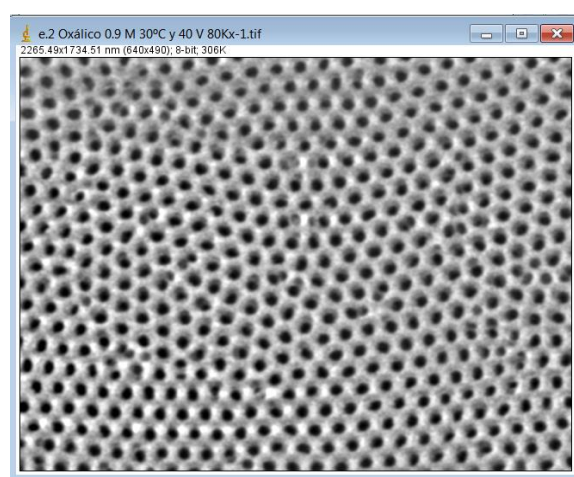 e.2 Oxálico 0.9 M 30ºC y 40 V 80Kx-1.tif
2265.49x1734.51 nm (640x490); 8-bit; 306K